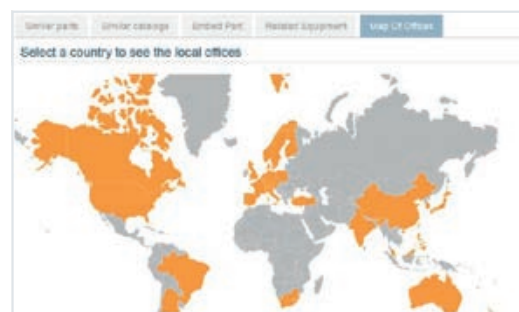 Similar parts Similar catalogs Embed Part Related Equipment Map Of Offices
Select a country to see the local offices